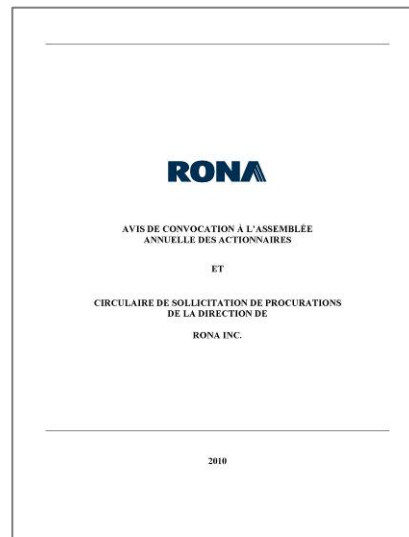 RONA
AVIS DE CONVOCATION À L'ASSEMBLÉE
ANNUELLE DES ACTIONNAIRES
ET
CIRCULAIRE DE SOLLICITATION DE PROCURATIONS
DE LA DIRECTION DE
RONA INC.
2010